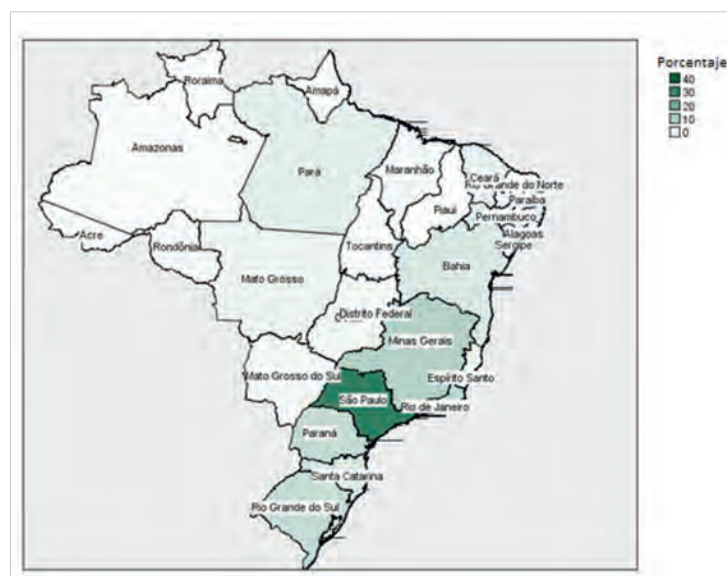 Porcentaje
40
30
20
10
0
Roraima
Amapá
Amazonas
Pará
Maranhão
Ceará
Rio Grande do Norte
Paraíba
Piauí
Pernambuco
Acre
Rondônia
Tocantins
Alagoas
Sergipe
Bahia
Mato Grosso
Distrito Federal
Minas Gerais
Mato Grosso do Sul
Espírito Santo
São Paulo
Rio de Janeiro
Paraná
Santa Catarina
Rio Grande do Sul